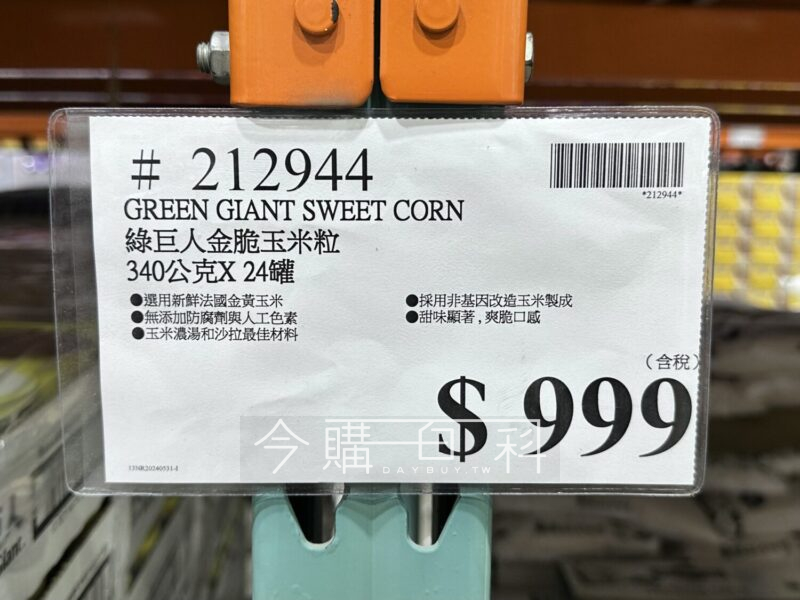 # 212944
*212944*
GREEN GIANT SWEET CORN
綠巨人金脆玉米粒
340公克X 24罐
●選用新鮮法國金黃玉米
●採用非基因改造玉米製成
●無添加防腐劑與人工色素
●甜味顯著,爽脆口感
●玉米濃湯和沙拉最佳材料
(含稅)
$ 999
今購百科
DAYBUY.TW
13NR20240531-I